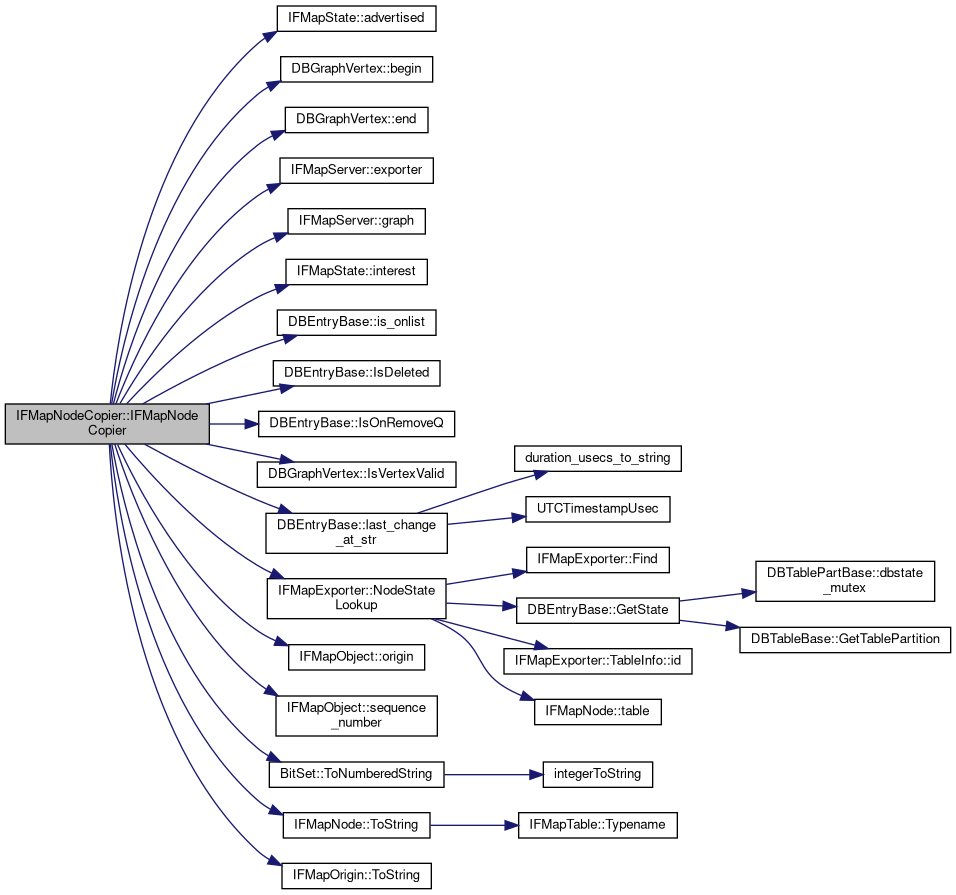 IFMapNodeCopier::IFMapNode
Copier
IFMapState::advertised
DBGraphVertex::begin
DBGraphVertex::end
IFMapServer::exporter
IFMapServer::graph
IFMapState::interest
DBEntryBase::is_onlist
DBEntryBase::IsDeleted
DBEntryBase::IsOnRemoveQ
DBGraphVertex::IsVertexValid
DBEntryBase::last_change
_at_str
duration_usecs_to_string
UTCTimestampUsec
IFMapExporter::NodeState
Lookup
IFMapExporter::Find
DBEntryBase::GetState
DBTablePartBase::dbstate
_mutex
DBTableBase::GetTablePartition
IFMapExporter::TableInfo::id
IFMapNode::table
IFMapObject::origin
IFMapObject::sequence
_number
BitSet::ToNumberedString
integerToString
IFMapNode::ToString
IFMapTable::Typename
IFMapOrigin::ToString